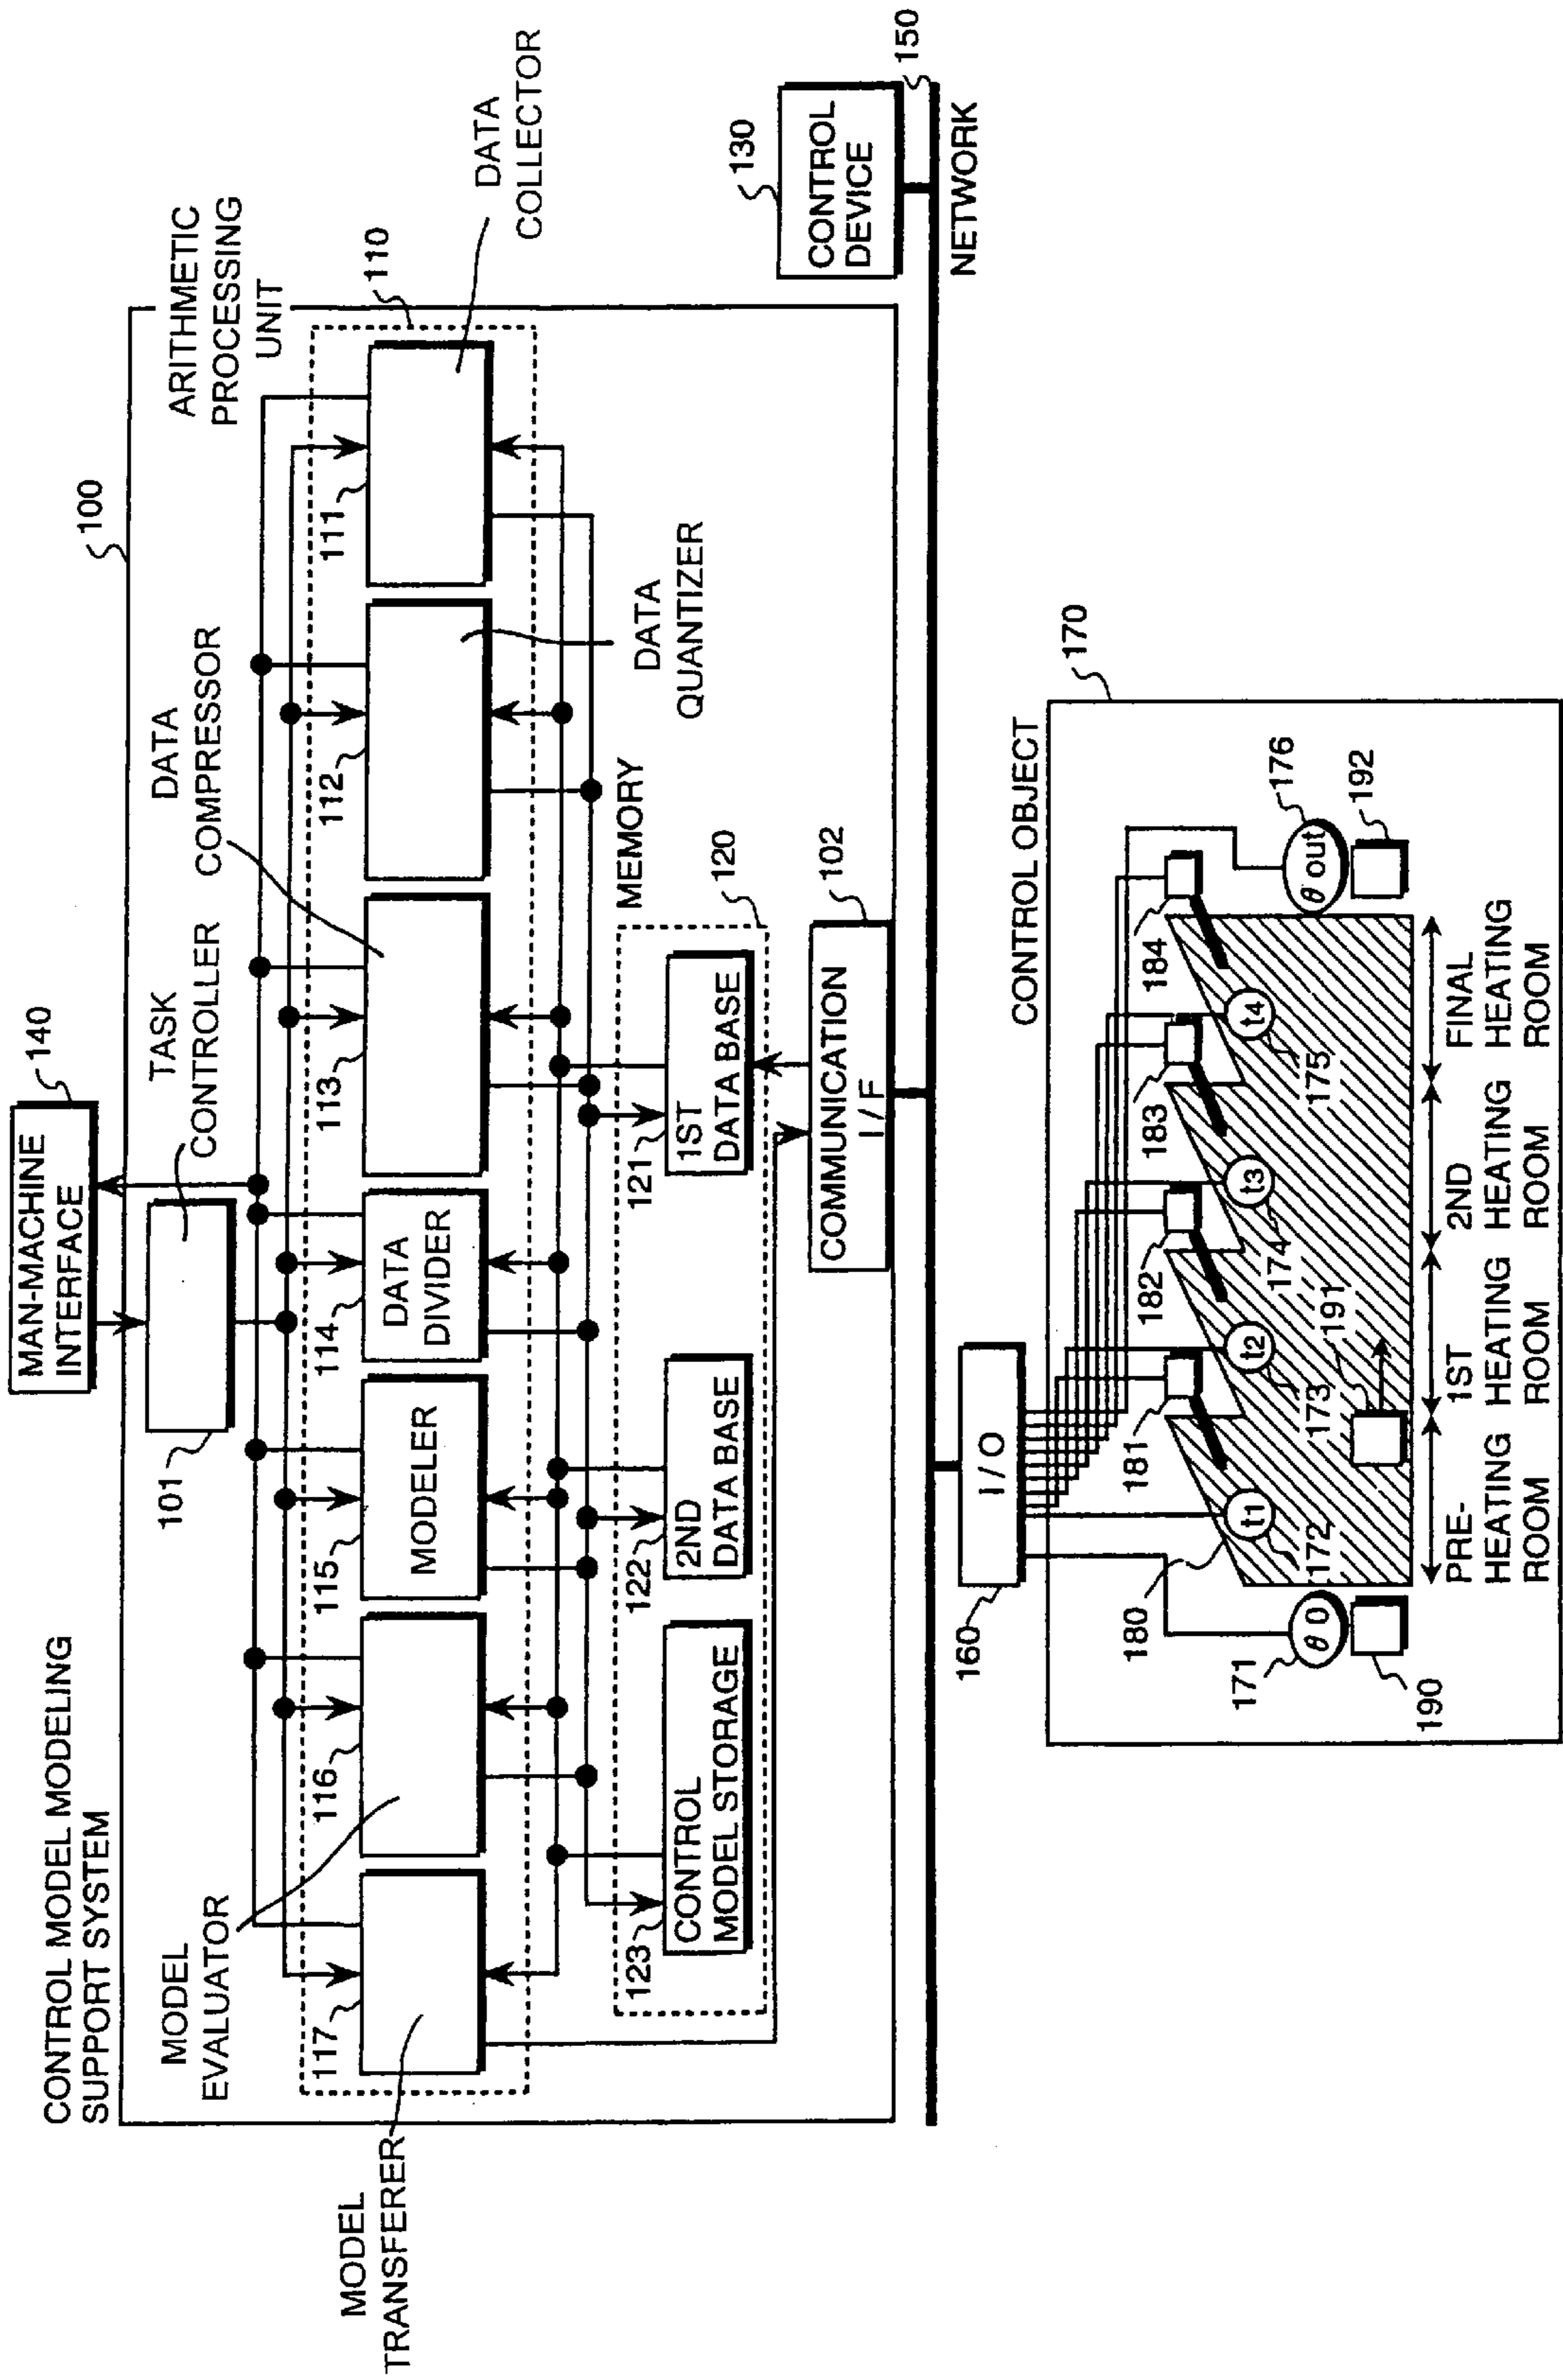 CONTROL MODEL MODELING
SUPPORT SYSTEM
100
MAN-MACHINE
INTERFACE
140
101
TASK
CONTROLLER
DATA
COMPRESSOR
ARITHMETIC
PROCESSING
UNIT
110
MODEL
EVALUATOR
MODEL
TRANSFERER
117
116
115
MODELER
114
DATA
DIVIDER
113
112
111
DATA
COLLECTOR
DATA
QUANTIZER
MEMORY
120
123
CONTROL
MODEL STORAGE
122
2ND
DATA BASE
121
1ST
DATA BASE
102
COMMUNICATION
I/F
130
CONTROL
DEVICE
150
NETWORK
160
I/O
CONTROL OBJECT
170
180
181
182
183
184
171
θ 0
190
t1
172
t2
173
191
t3
174
t4
175
θ out
176
192
PRE-
HEATING
ROOM
1ST
HEATING
ROOM
2ND
HEATING
ROOM
FINAL
HEATING
ROOM